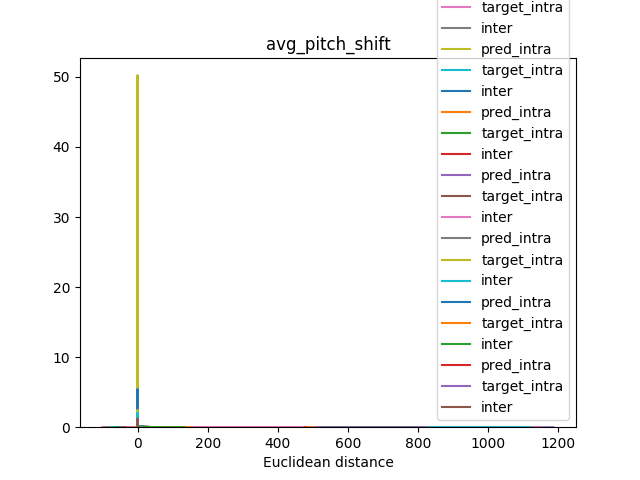 target_intra
inter
avg_pitch_shift
pred_intra
target_intra
inter
pred_intra
target_intra
inter
pred_intra
target_intra
inter
pred_intra
target_intra
inter
pred_intra
target_intra
inter
pred_intra
target_intra
inter
50
40
30
20
10
0
0 200 400 600 800 1000 1200
Euclidean distance